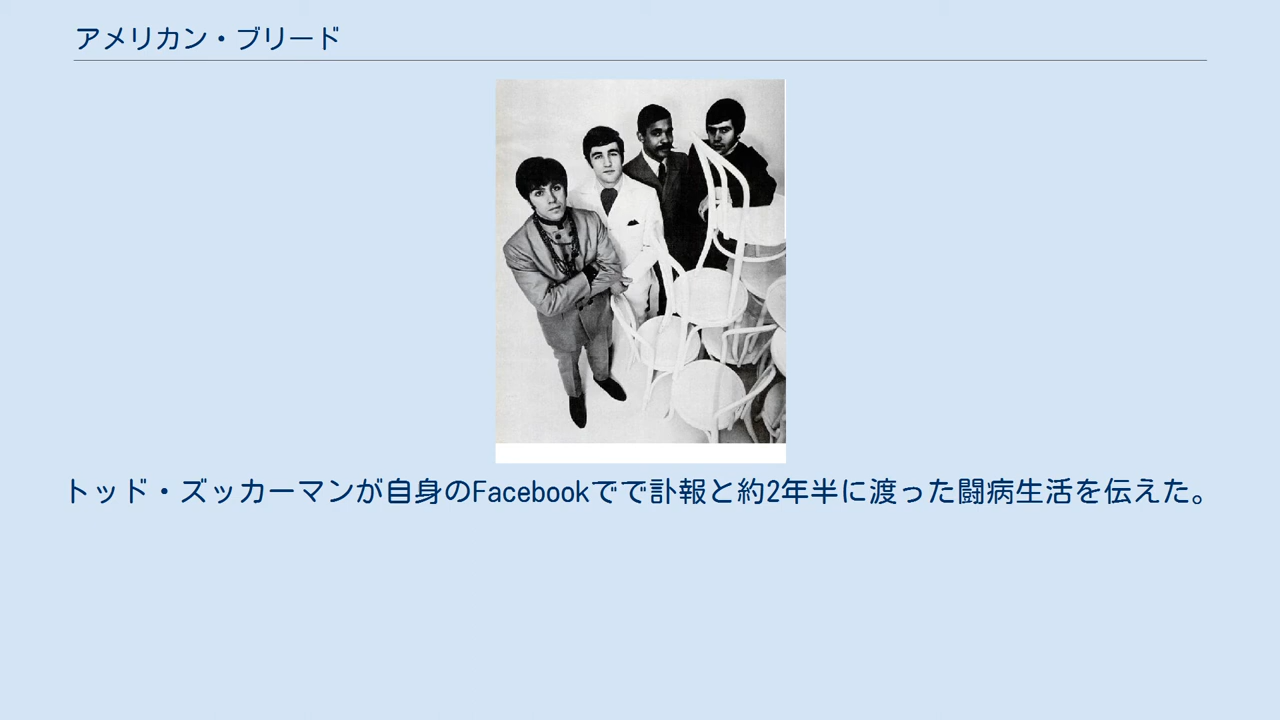 アメリカン・ブリード
トッド・ズッカーマンが自身のFacebookでで訃報と約2年半に渡った闘病生活を伝えた。